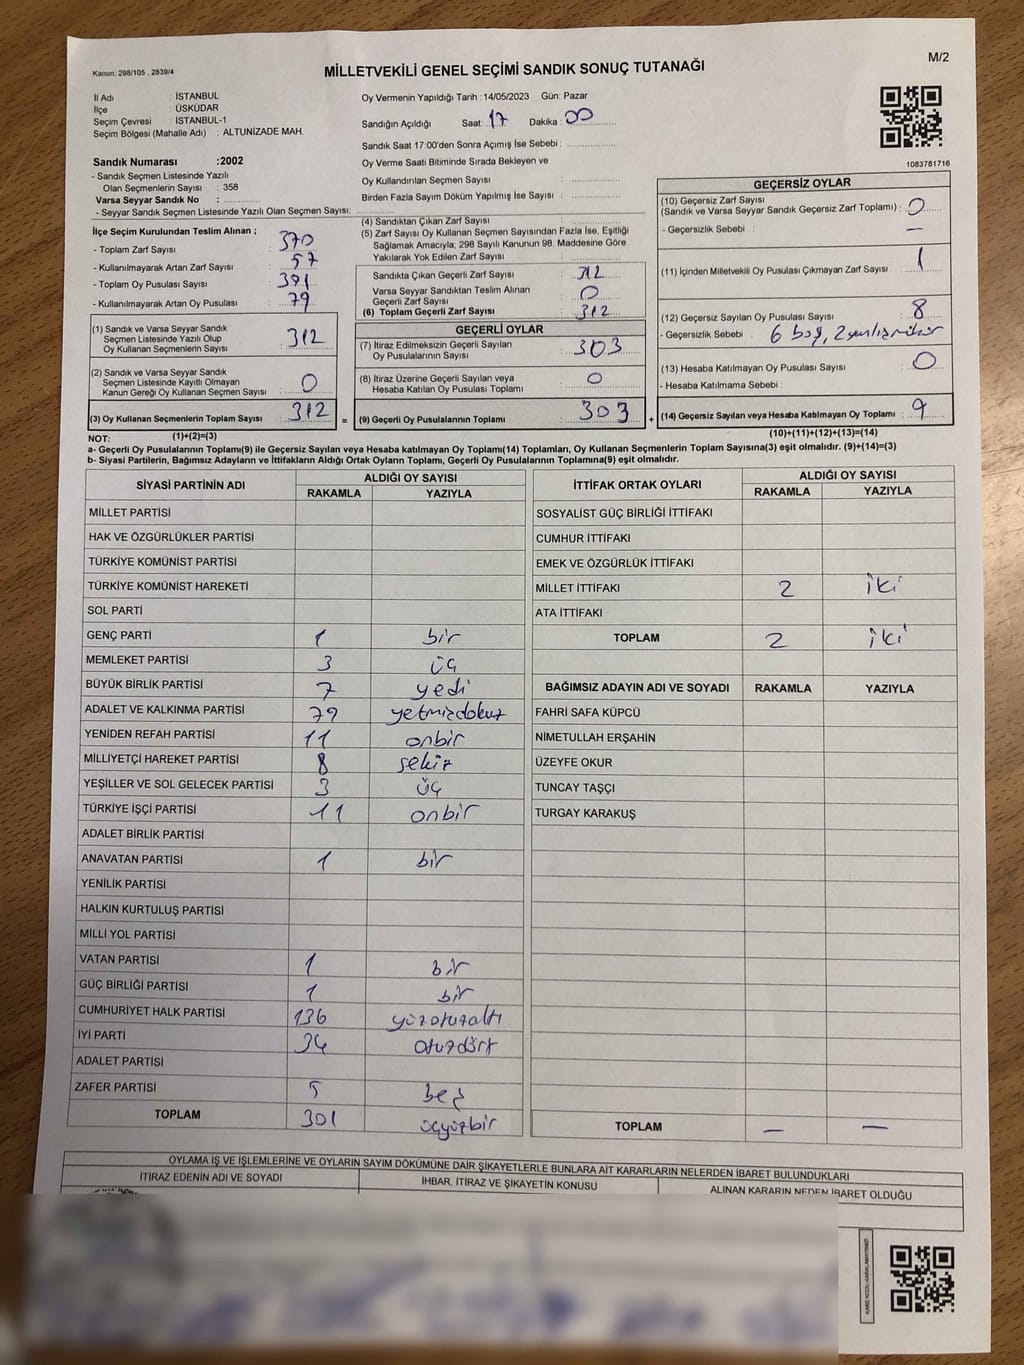 M/2
Kanun; 298/105 , 2839/4
MİLLETVEKİLİ GENEL SEÇİMİ SANDIK SONUÇ TUTANAĞI
İl Adı : İSTANBUL
İlçe : ÜSKÜDAR
Seçim Çevresi : İSTANBUL-1
Seçim Bölgesi (Mahalle Adı) : ALTUNİZADE MAH.
Sandık Numarası :2002
- Sandık Seçmen Listesinde Yazılı
Olan Seçmenlerin Sayısı : 358
Varsa Seyyar Sandık No :
- Seyyar Sandık Seçmen Listesinde Yazılı Olan Seçmen Sayısı:
Oy Vermenin Yapıldığı Tarih :14/05/2023 Gün: Pazar
Sandığın Açıldığı Saat: 17 Dakika : 00
Sandık Saat 17:00'den Sonra Açımış İse Sebebi :
Oy Verme Saati Bitiminde Sırada Bekleyen ve
Oy Kullandırılan Seçmen Sayısı :
Birden Fazla Sayım Döküm Yapılmış İse Sayısı :
1083781716
İlçe Seçim Kurulundan Teslim Alınan ;
- Toplam Zarf Sayısı : 370
- Kullanılmayarak Artan Zarf Sayısı : 57
- Toplam Oy Pusulası Sayısı : 391
- Kullanılmayarak Artan Oy Pusulası : 79
(1) Sandık ve Varsa Seyyar Sandık
Seçmen Listesinde Yazılı Olup
Oy Kullanan Seçmenlerin Sayısı : 312
(2) Sandık ve Varsa Seyyar Sandık
Seçmen Listesinde Kayıtlı Olmayan
Kanun Gereği Oy Kullanan Seçmen Sayısı : 0
(3) Oy Kullanan Seçmenlerin Toplam Sayısı : 312 =
(4) Sandıktan Çıkan Zarf Sayısı :
(5) Zarf Sayısı Oy Kullanan Seçmen Sayısından Fazla İse, Eşitliği
Sağlamak Amacıyla; 298 Sayılı Kanunun 98. Maddesine Göre
Yakılarak Yok Edilen Zarf Sayısı :
Sandıkta Çıkan Geçerli Zarf Sayısı : 312
Varsa Seyyar Sandıktan Teslim Alınan
Geçerli Zarf Sayısı : 0
(6) Toplam Geçerli Zarf Sayısı : 312
GEÇERLİ OYLAR
(7) İtiraz Edilmeksizin Geçerli Sayılan
Oy Pusulalarının Sayısı : 303
(8) İtiraz Üzerine Geçerli Sayılan veya
Hesaba Katılan Oy Pusulası Toplamı : 0
(9) Geçerli Oy Pusulalarının Toplamı : 303 +
GEÇERSİZ OYLAR
(10) Geçersiz Zarf Sayısı
(Sandık ve Varsa Seyyar Sandık Geçersiz Zarf Toplamı) : 0
- Geçersizlik Sebebi : —
(11) İçinden Milletvekili Oy Pusulası Çıkmayan Zarf Sayısı : 1
(12) Geçersiz Sayılan Oy Pusulası Sayısı : 8
- Geçersizlik Sebebi : 6 boş, 2 yanlış mühür
(13) Hesaba Katılmayan Oy Pusulası Sayısı : 0
- Hesaba Katılmama Sebebi :
(14) Geçersiz Sayılan veya Hesaba Katılmayan Oy Toplamı : 9
NOT: (1)+(2)=(3)
(10)+(11)+(12)+(13)=(14)
a- Geçerli Oy Pusulalarının Toplamı(9) ile Geçersiz Sayılan veya Hesaba katılmayan Oy Toplamı(14) Toplamları, Oy Kullanan Seçmenlerin Toplam Sayısına(3) eşit olmalıdır. (9)+(14)=(3)
b- Siyasi Partilerin, Bağımsız Adayların ve İttifakların Aldığı Ortak Oyların Toplamı, Geçerli Oy Pusulalarının Toplamına(9) eşit olmalıdır.
SİYASİ PARTİNİN ADI ALDIĞI OY SAYISI
RAKAMLA YAZIYLA
MİLLET PARTİSİ
HAK VE ÖZGÜRLÜKLER PARTİSİ
TÜRKİYE KOMÜNİST PARTİSİ
TÜRKİYE KOMÜNİST HAREKETİ
SOL PARTİ
GENÇ PARTİ 1 bir
MEMLEKET PARTİSİ 3 üç
BÜYÜK BİRLİK PARTİSİ 7 yedi
ADALET VE KALKINMA PARTİSİ 79 yetmişdokuz
YENİDEN REFAH PARTİSİ 11 onbir
MİLLİYETÇİ HAREKET PARTİSİ 8 sekiz
YEŞİLLER VE SOL GELECEK PARTİSİ 3 üç
TÜRKİYE İŞÇİ PARTİSİ 11 onbir
ADALET BİRLİK PARTİSİ
ANAVATAN PARTİSİ 1 bir
YENİLİK PARTİSİ
HALKIN KURTULUŞ PARTİSİ
MİLLİ YOL PARTİSİ
VATAN PARTİSİ 1 bir
GÜÇ BİRLİĞİ PARTİSİ 1 bir
CUMHURİYET HALK PARTİSİ 136 yüzotuzaltı
İYİ PARTİ 34 otuzdört
ADALET PARTİSİ
ZAFER PARTİSİ 5 beş
TOPLAM 301 üçyüzbir
İTTİFAK ORTAK OYLARI ALDIĞI OY SAYISI
RAKAMLA YAZIYLA
SOSYALİST GÜÇ BİRLİĞİ İTTİFAKI
CUMHUR İTTİFAKI
EMEK VE ÖZGÜRLÜK İTTİFAKI
MİLLET İTTİFAKI 2 iki
ATA İTTİFAKI
TOPLAM 2 iki
BAĞIMSIZ ADAYIN ADI VE SOYADI RAKAMLA YAZIYLA
FAHRİ SAFA KÜPCÜ
NİMETULLAH ERŞAHİN
ÜZEYFE OKUR
TUNCAY TAŞÇI
TURGAY KARAKUŞ
TOPLAM — —
OYLAMA İŞ VE İŞLEMLERİNE VE OYLARIN SAYIM DÖKÜMÜNE DAİR ŞİKAYETLERLE BUNLARA AİT KARARLARIN NELERDEN İBARET BULUNDUKLARI
İTİRAZ EDENİN ADI VE SOYADI İHBAR, İTİRAZ VE ŞİKAYETİN KONUSU ALINAN KARARIN NEDEN İBARET OLDUĞU